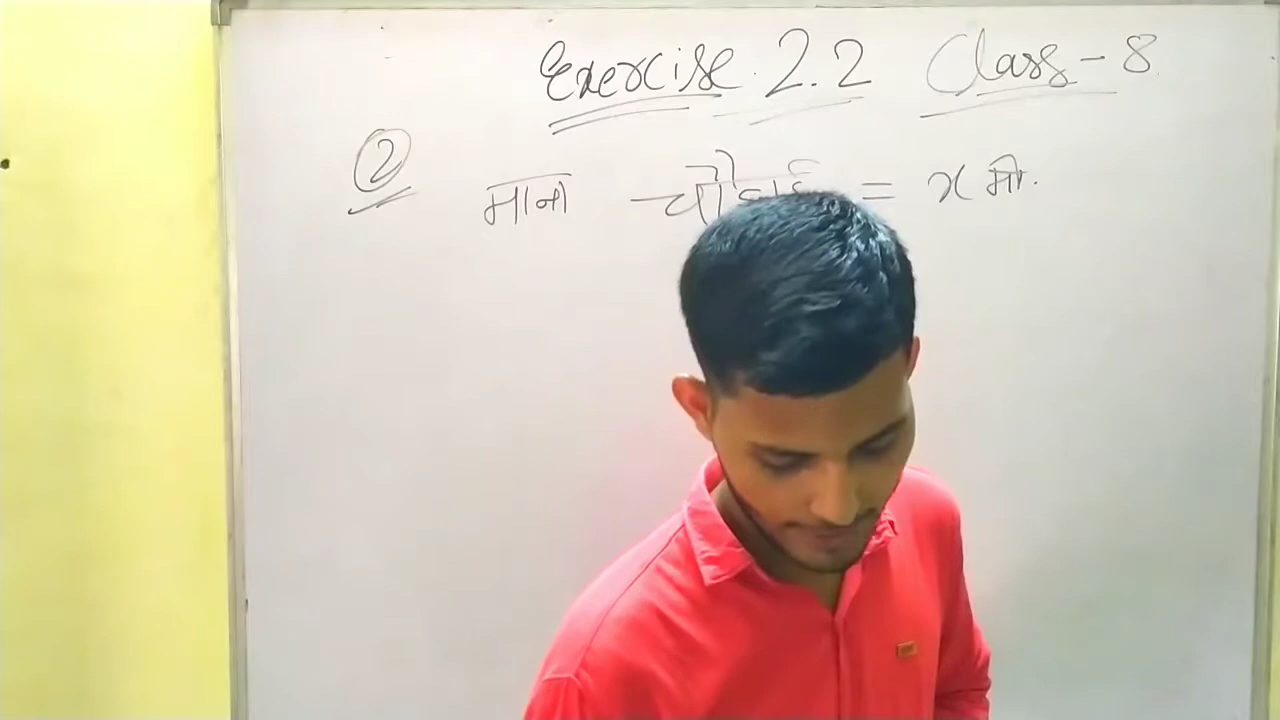 Exercise 2.2 Class - 8
② माना चौड़ाई = x मी.